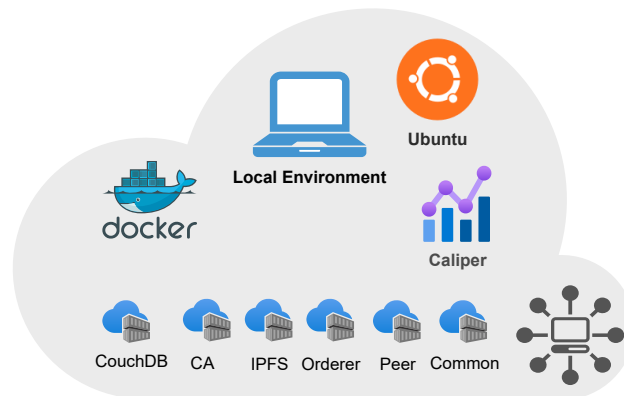 Ubuntu
Local Environment
docker
Caliper
CouchDB CA IPFS Orderer Peer Common